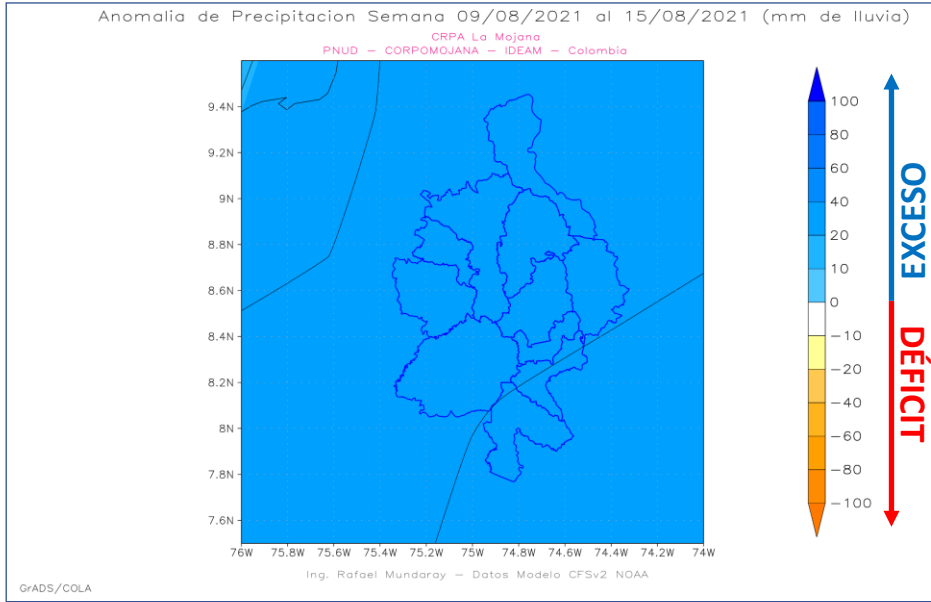 Anomalia de Precipitacion Semana 09/08/2021 al 15/08/2021 (mm de lluvia)
CRPA La Mojana
PNUD – CORPOMOJANA – IDEAM – Colombia
9.4N
9.2N
9N
8.8N
8.6N
8.4N
8.2N
8N
7.8N
7.6N
76W 75.8W 75.6W 75.4W 75.2W 75W 74.8W 74.6W 74.4W 74.2W 74W
100
80
60
40
20
10
0
−10
−20
−40
−60
−80
−100
EXCESO
DÉFICIT
Ing. Rafael Mundaray – Datos Modelo CFSv2 NOAA
GrADS/COLA